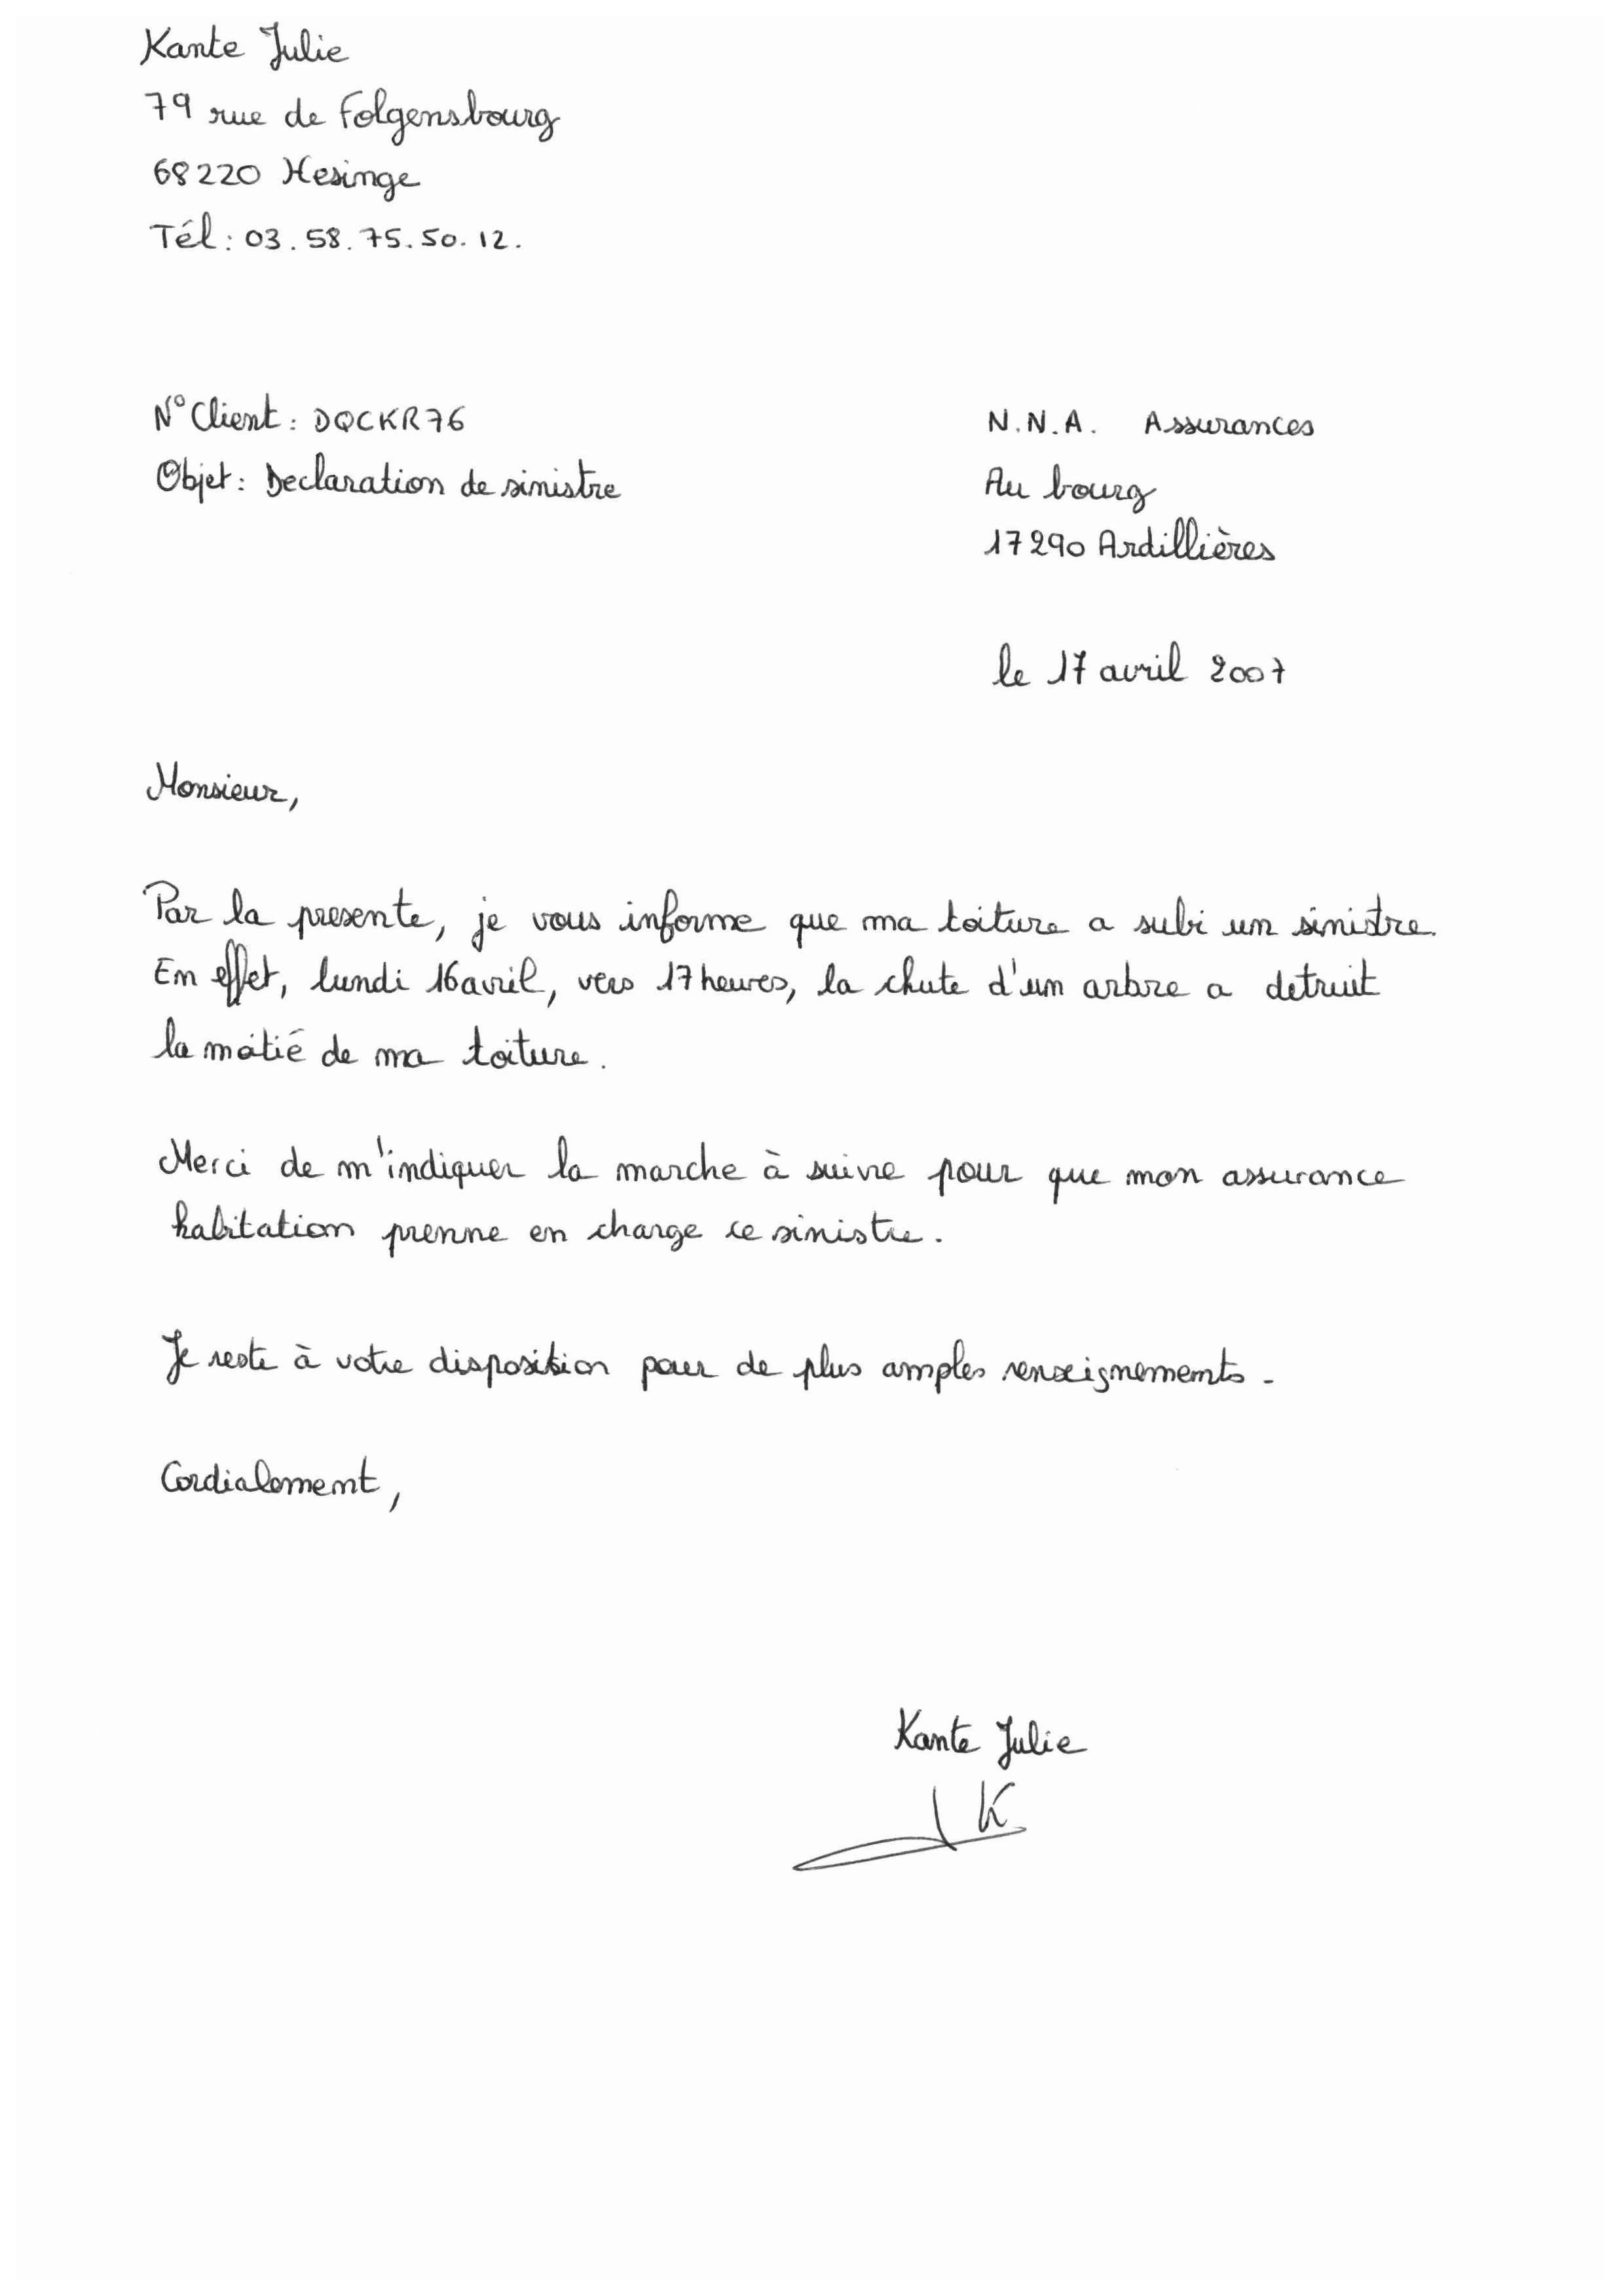 Kante Julie
79 rue de Folgensbourg
68220 Hesinge
Tél : 03.58.75.50.12.
N° Client : DQCKR76
Objet : Declaration de sinistre
N.N.A. Assurances
Au bourg
17290 Ardillières
le 17 avril 2007
Monsieur,
Par la presente, je vous informe que ma toiture a subi un sinistre.
En effet, lundi 16 avril, vers 17 heures, la chute d'un arbre a detruit
la moitié de ma toiture.
Merci de m'indiquer la marche à suivre pour que mon assurance
habitation prenne en charge ce sinistre.
Je reste à votre disposition pour de plus amples renseignements.
Cordialement,
Kante Julie
JK